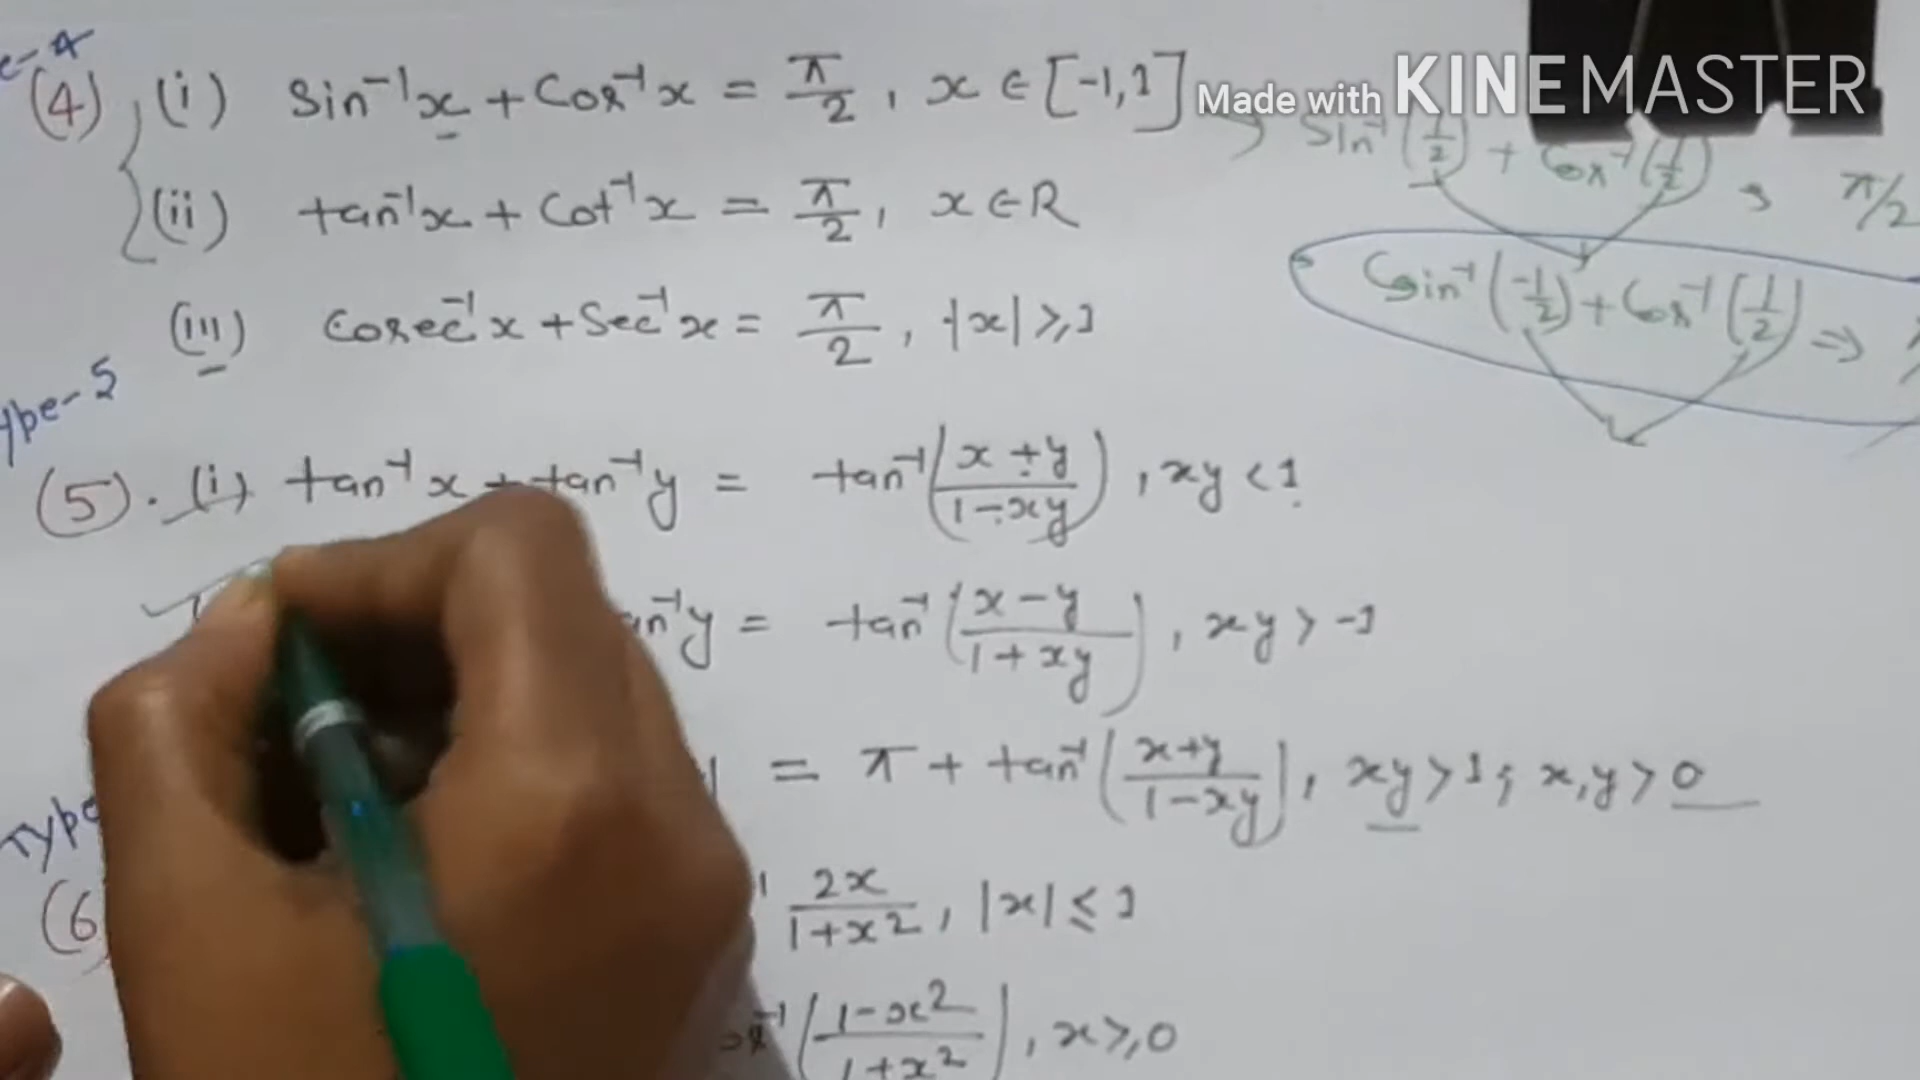 e-4
(4) (i) Sin⁻¹x + Cos⁻¹x = π/2, x ∈ [-1,1]
Made with KINEMASTER
→ Sin⁻¹(1/2) + Cos⁻¹(1/2) → π/2
(ii) tan⁻¹x + Cot⁻¹x = π/2, x ∈ R
Sin⁻¹(-1/2) + Cos⁻¹(1/2) ⇒
(iii) Cosec⁻¹x + Sec⁻¹x = π/2, |x| ≥ 1
ype-5
(5). (i) tan⁻¹x + tan⁻¹y = tan⁻¹((x+y)/(1-xy)), xy < 1
an⁻¹y = tan⁻¹((x-y)/(1+xy)), xy > -1
= π + tan⁻¹((x+y)/(1-xy)), xy > 1; x,y > 0
Type
(6
2x/(1+x²), |x| ≤ 1
((1-x²)/(1+x²)), x ≥ 0